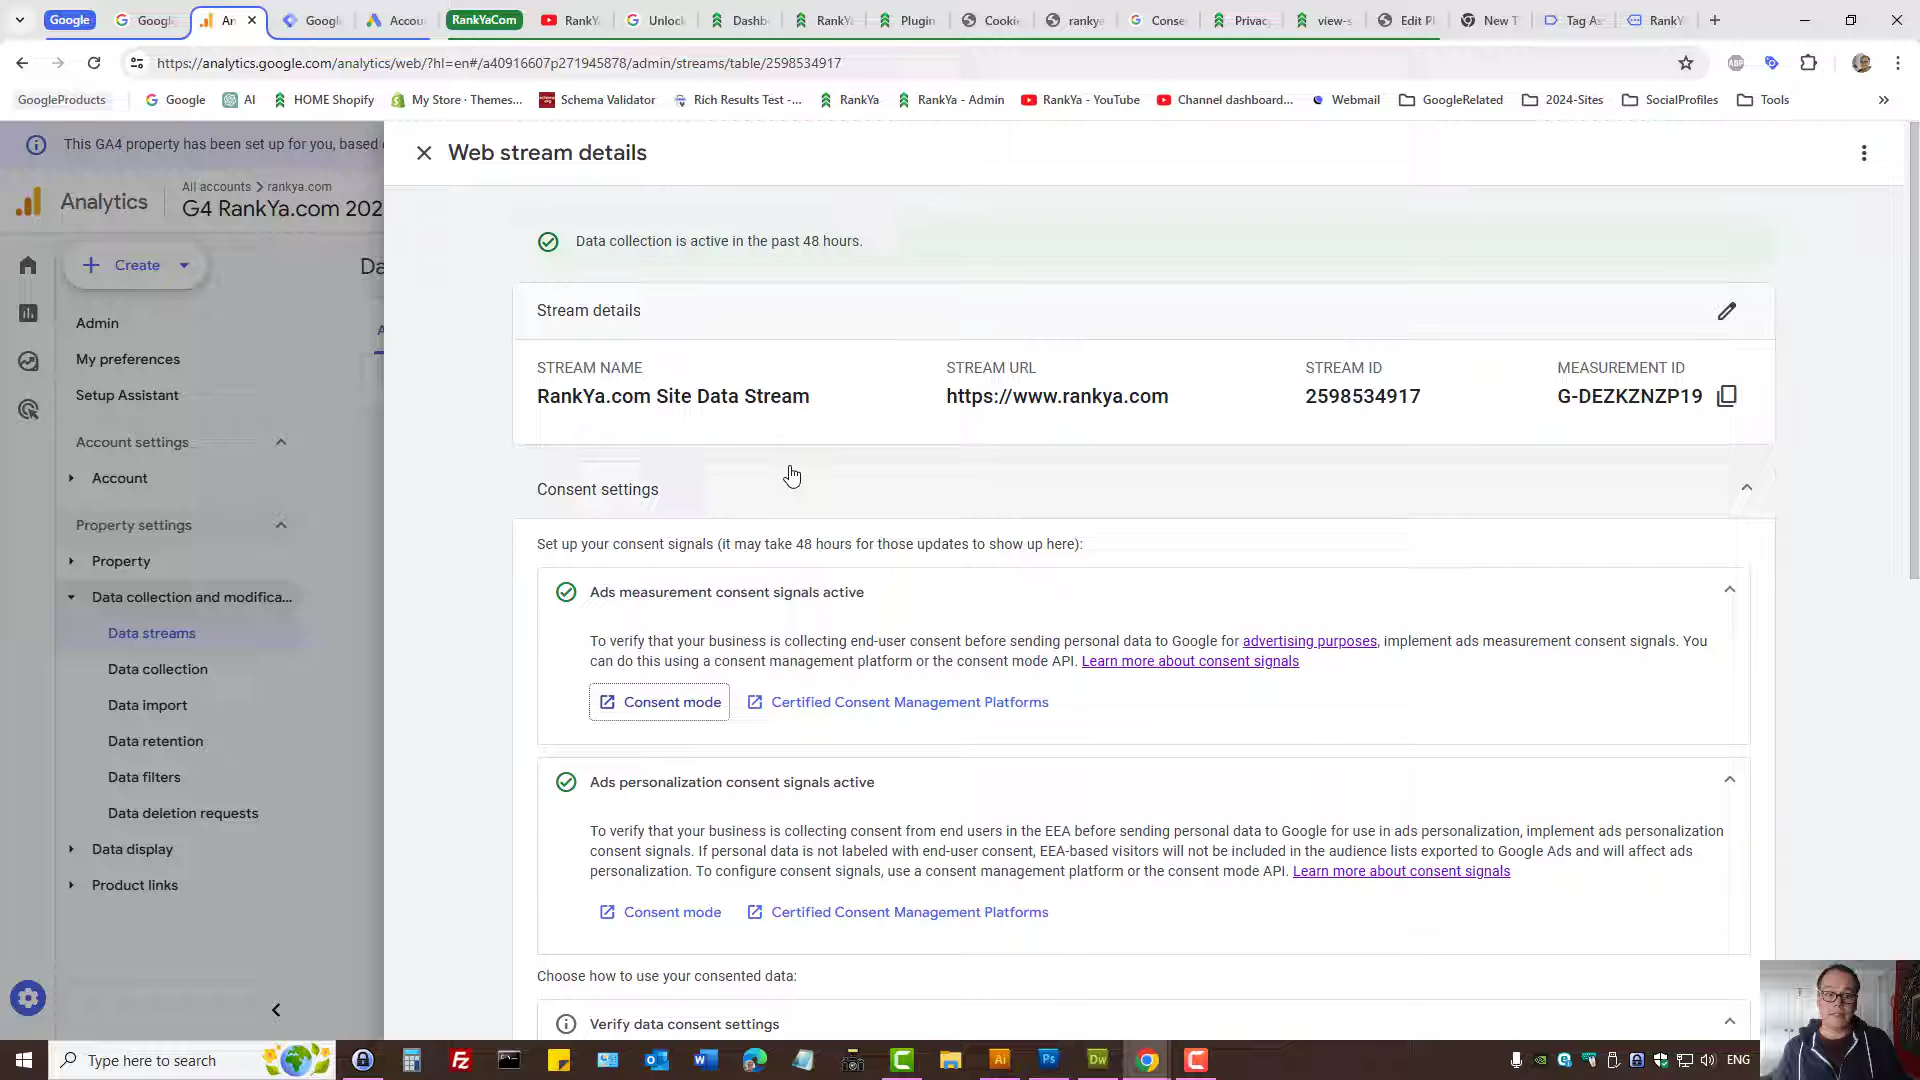 Google
Google
An
Google
Accou
RankYaCom
RankY
Unlock
Dashb
RankYa
Plugin
Cookie
rankya
Conse
Privac
view-s
Edit P
New T
Tag As
RankY
https://analytics.google.com/analytics/web/?hl=en#/a40916607p271945878/admin/streams/table/2598534917
GoogleProducts
Google
AI
HOME Shopify
My Store · Themes...
Schema Validator
Rich Results Test -...
RankYa
RankYa - Admin
RankYa - YouTube
Channel dashboard...
Webmail
GoogleRelated
2024-Sites
SocialProfiles
Tools
This GA4 property has been set up for you, based
Web stream details
All accounts > rankya.com
Analytics
G4 RankYa.com 202
Data collection is active in the past 48 hours.
Create
Da
Stream details
Admin
A
My preferences
STREAM NAME
STREAM URL
STREAM ID
MEASUREMENT ID
Setup Assistant
RankYa.com Site Data Stream
https://www.rankya.com
2598534917
G-DEZKZNZP19
Account settings
Account
Consent settings
Property settings
Set up your consent signals (it may take 48 hours for those updates to show up here):
Property
Ads measurement consent signals active
Data collection and modifica...
Data streams
To verify that your business is collecting end-user consent before sending personal data to Google for advertising purposes, implement ads measurement consent signals. You
can do this using a consent management platform or the consent mode API. Learn more about consent signals
Data collection
Consent mode
Certified Consent Management Platforms
Data import
Data retention
Data filters
Ads personalization consent signals active
Data deletion requests
To verify that your business is collecting consent from end users in the EEA before sending personal data to Google for use in ads personalization, implement ads personalization
consent signals. If personal data is not labeled with end-user consent, EEA-based visitors will not be included in the audience lists exported to Google Ads and will affect ads
personalization. To configure consent signals, use a consent management platform or the consent mode API. Learn more about consent signals
Data display
Product links
Consent mode
Certified Consent Management Platforms
Choose how to use your consented data:
Verify data consent settings
Type here to search
ENG